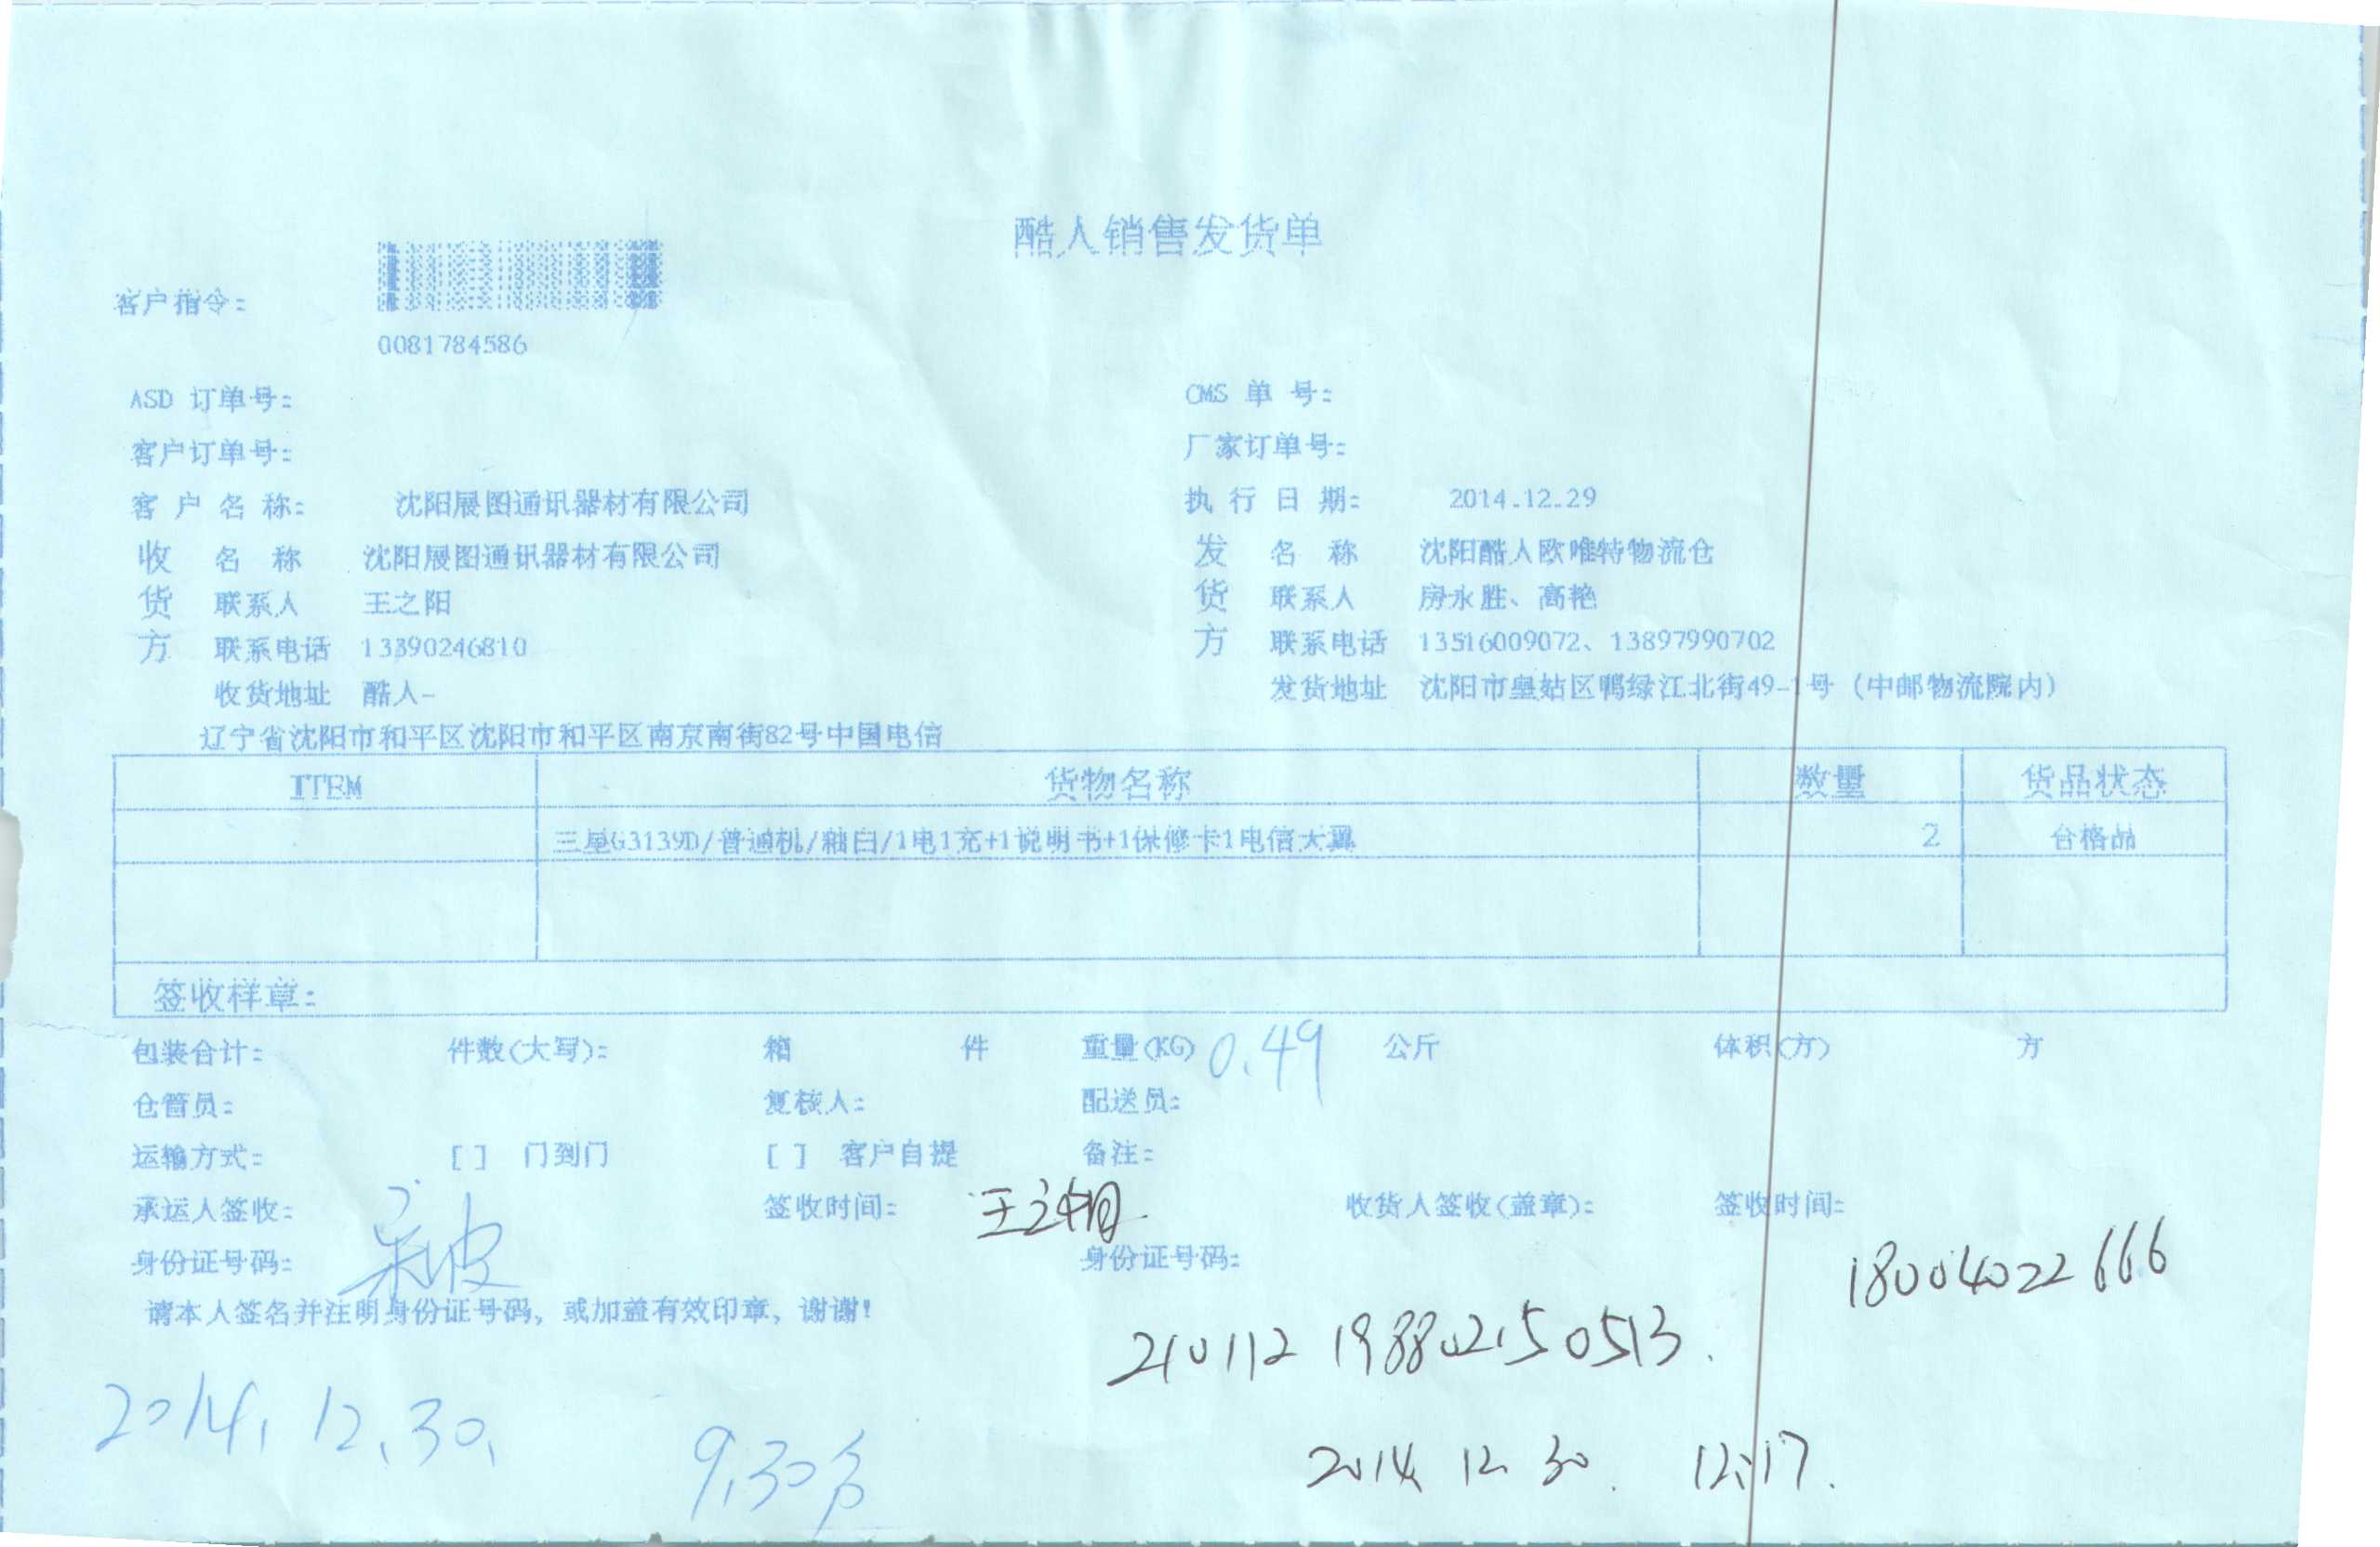 酷人销售发货单
客户指令:
0081784586
ASD 订单号: CMS 单 号:
客户订单号: 厂家订单号:
客 户 名 称: 沈阳展图通讯器材有限公司 执 行 日 期: 2014.12.29
收 名 称 沈阳展图通讯器材有限公司 发 名 称 沈阳酷人欧唯特物流仓
货 联系人 王之阳 货 联系人 房永胜、高艳
方 联系电话 13390246810 方 联系电话 13516009072、13897990702
收货地址 酷人- 发货地址 沈阳市皇姑区鸭绿江北街49-1号 (中邮物流院内)
辽宁省沈阳市和平区沈阳市和平区南京南街82号中国电信
ITEM 货物名称 数量 货品状态
三星G3139D/普通机/釉白/1电1充+1说明书+1保修卡1电信天翼 2 合格品
签收样章:
包装合计: 件数(大写): 箱 件 重量(KG) 0.49 公斤 体积(方) 方
仓管员: 复核人: 配送员:
运输方式: [ ] 门到门 [ ] 客户自提 备注:
承运人签收: 签收时间: 收货人签收(盖章): 签收时间:
身份证号码: 身份证号码: 18004022666
请本人签名并注明身份证号码, 或加盖有效印章, 谢谢!
210112 198802150513.
2014.12.30. 9.30分
2014.12.30. 12:17.